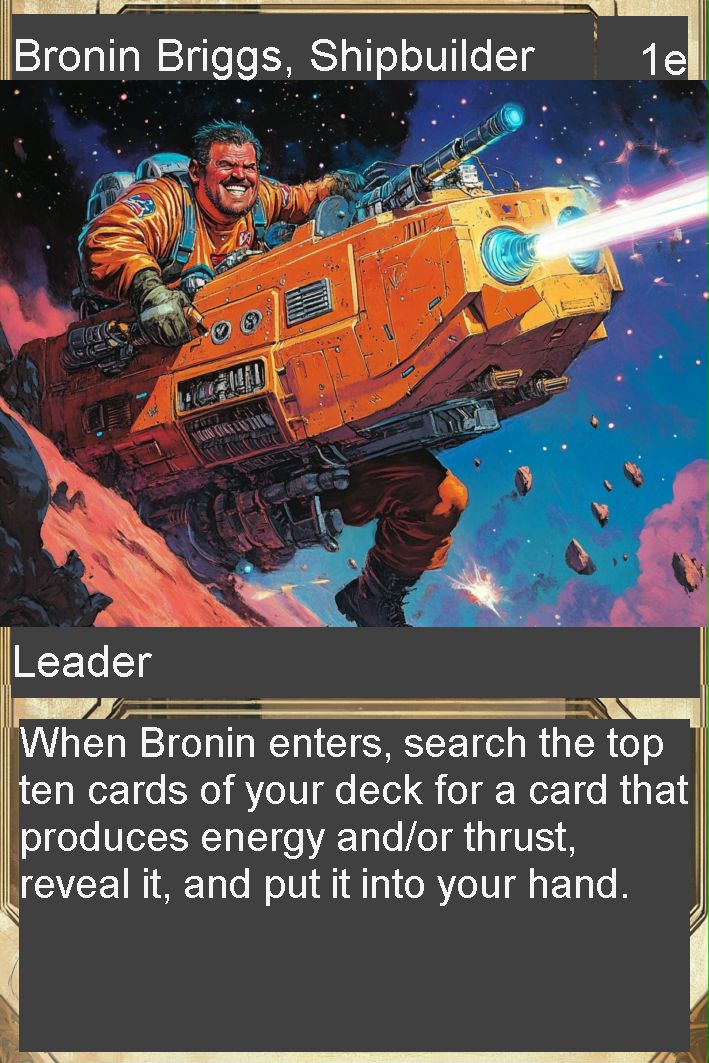 Bronin Briggs, Shipbuilder 1e
Leader
When Bronin enters, search the top
ten cards of your deck for a card that
produces energy and/or thrust,
reveal it, and put it into your hand.